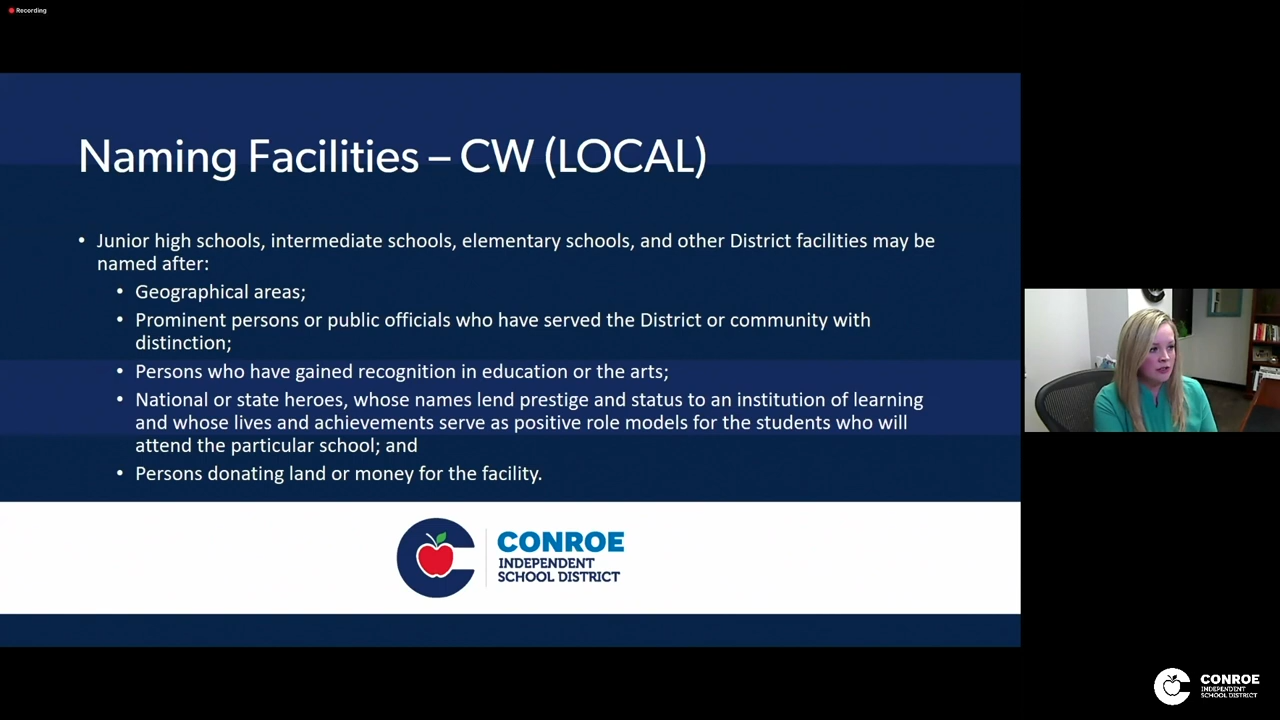 Recording
Naming Facilities – CW (LOCAL)
• Junior high schools, intermediate schools, elementary schools, and other District facilities may be
named after:
• Geographical areas;
• Prominent persons or public officials who have served the District or community with
distinction;
• Persons who have gained recognition in education or the arts;
• National or state heroes, whose names lend prestige and status to an institution of learning
and whose lives and achievements serve as positive role models for the students who will
attend the particular school; and
• Persons donating land or money for the facility.
CONROE
INDEPENDENT
SCHOOL DISTRICT
CONROE
INDEPENDENT
SCHOOL DISTRICT